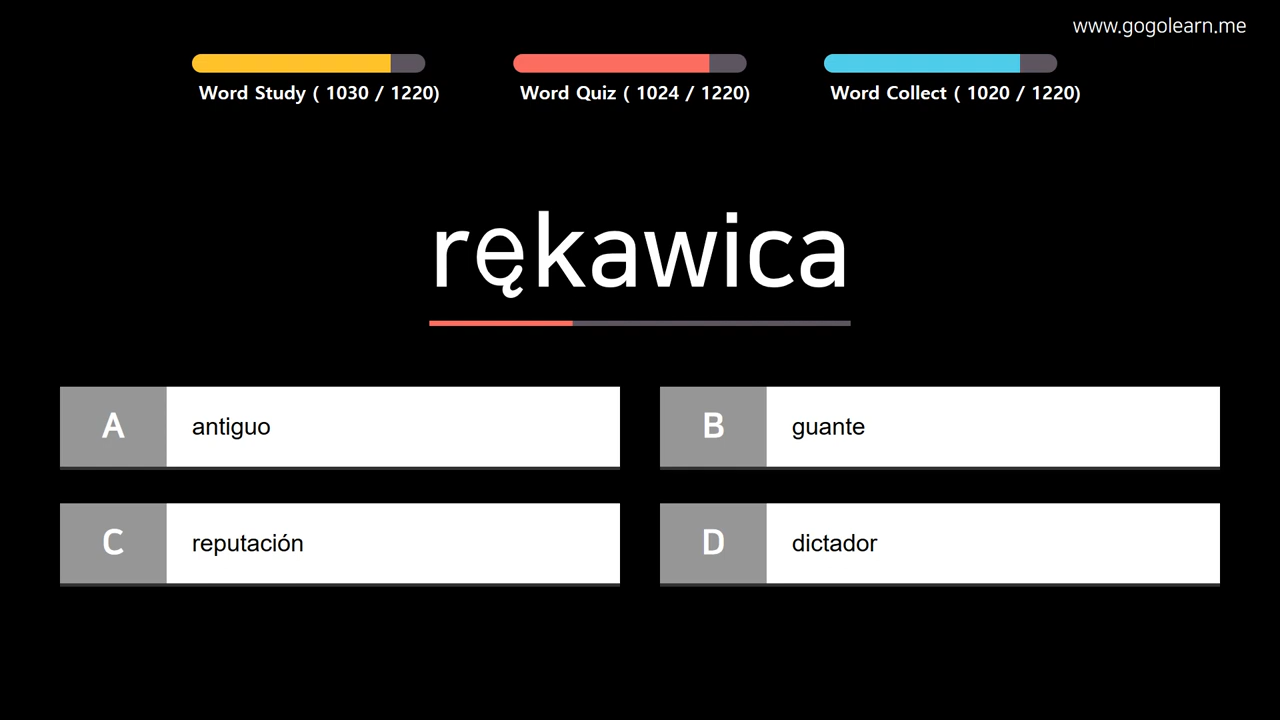 www.gogolearn.me
Word Study ( 1030 / 1220)
Word Quiz ( 1024 / 1220)
Word Collect ( 1020 / 1220)
rękawica
A antiguo
B guante
C reputación
D dictador